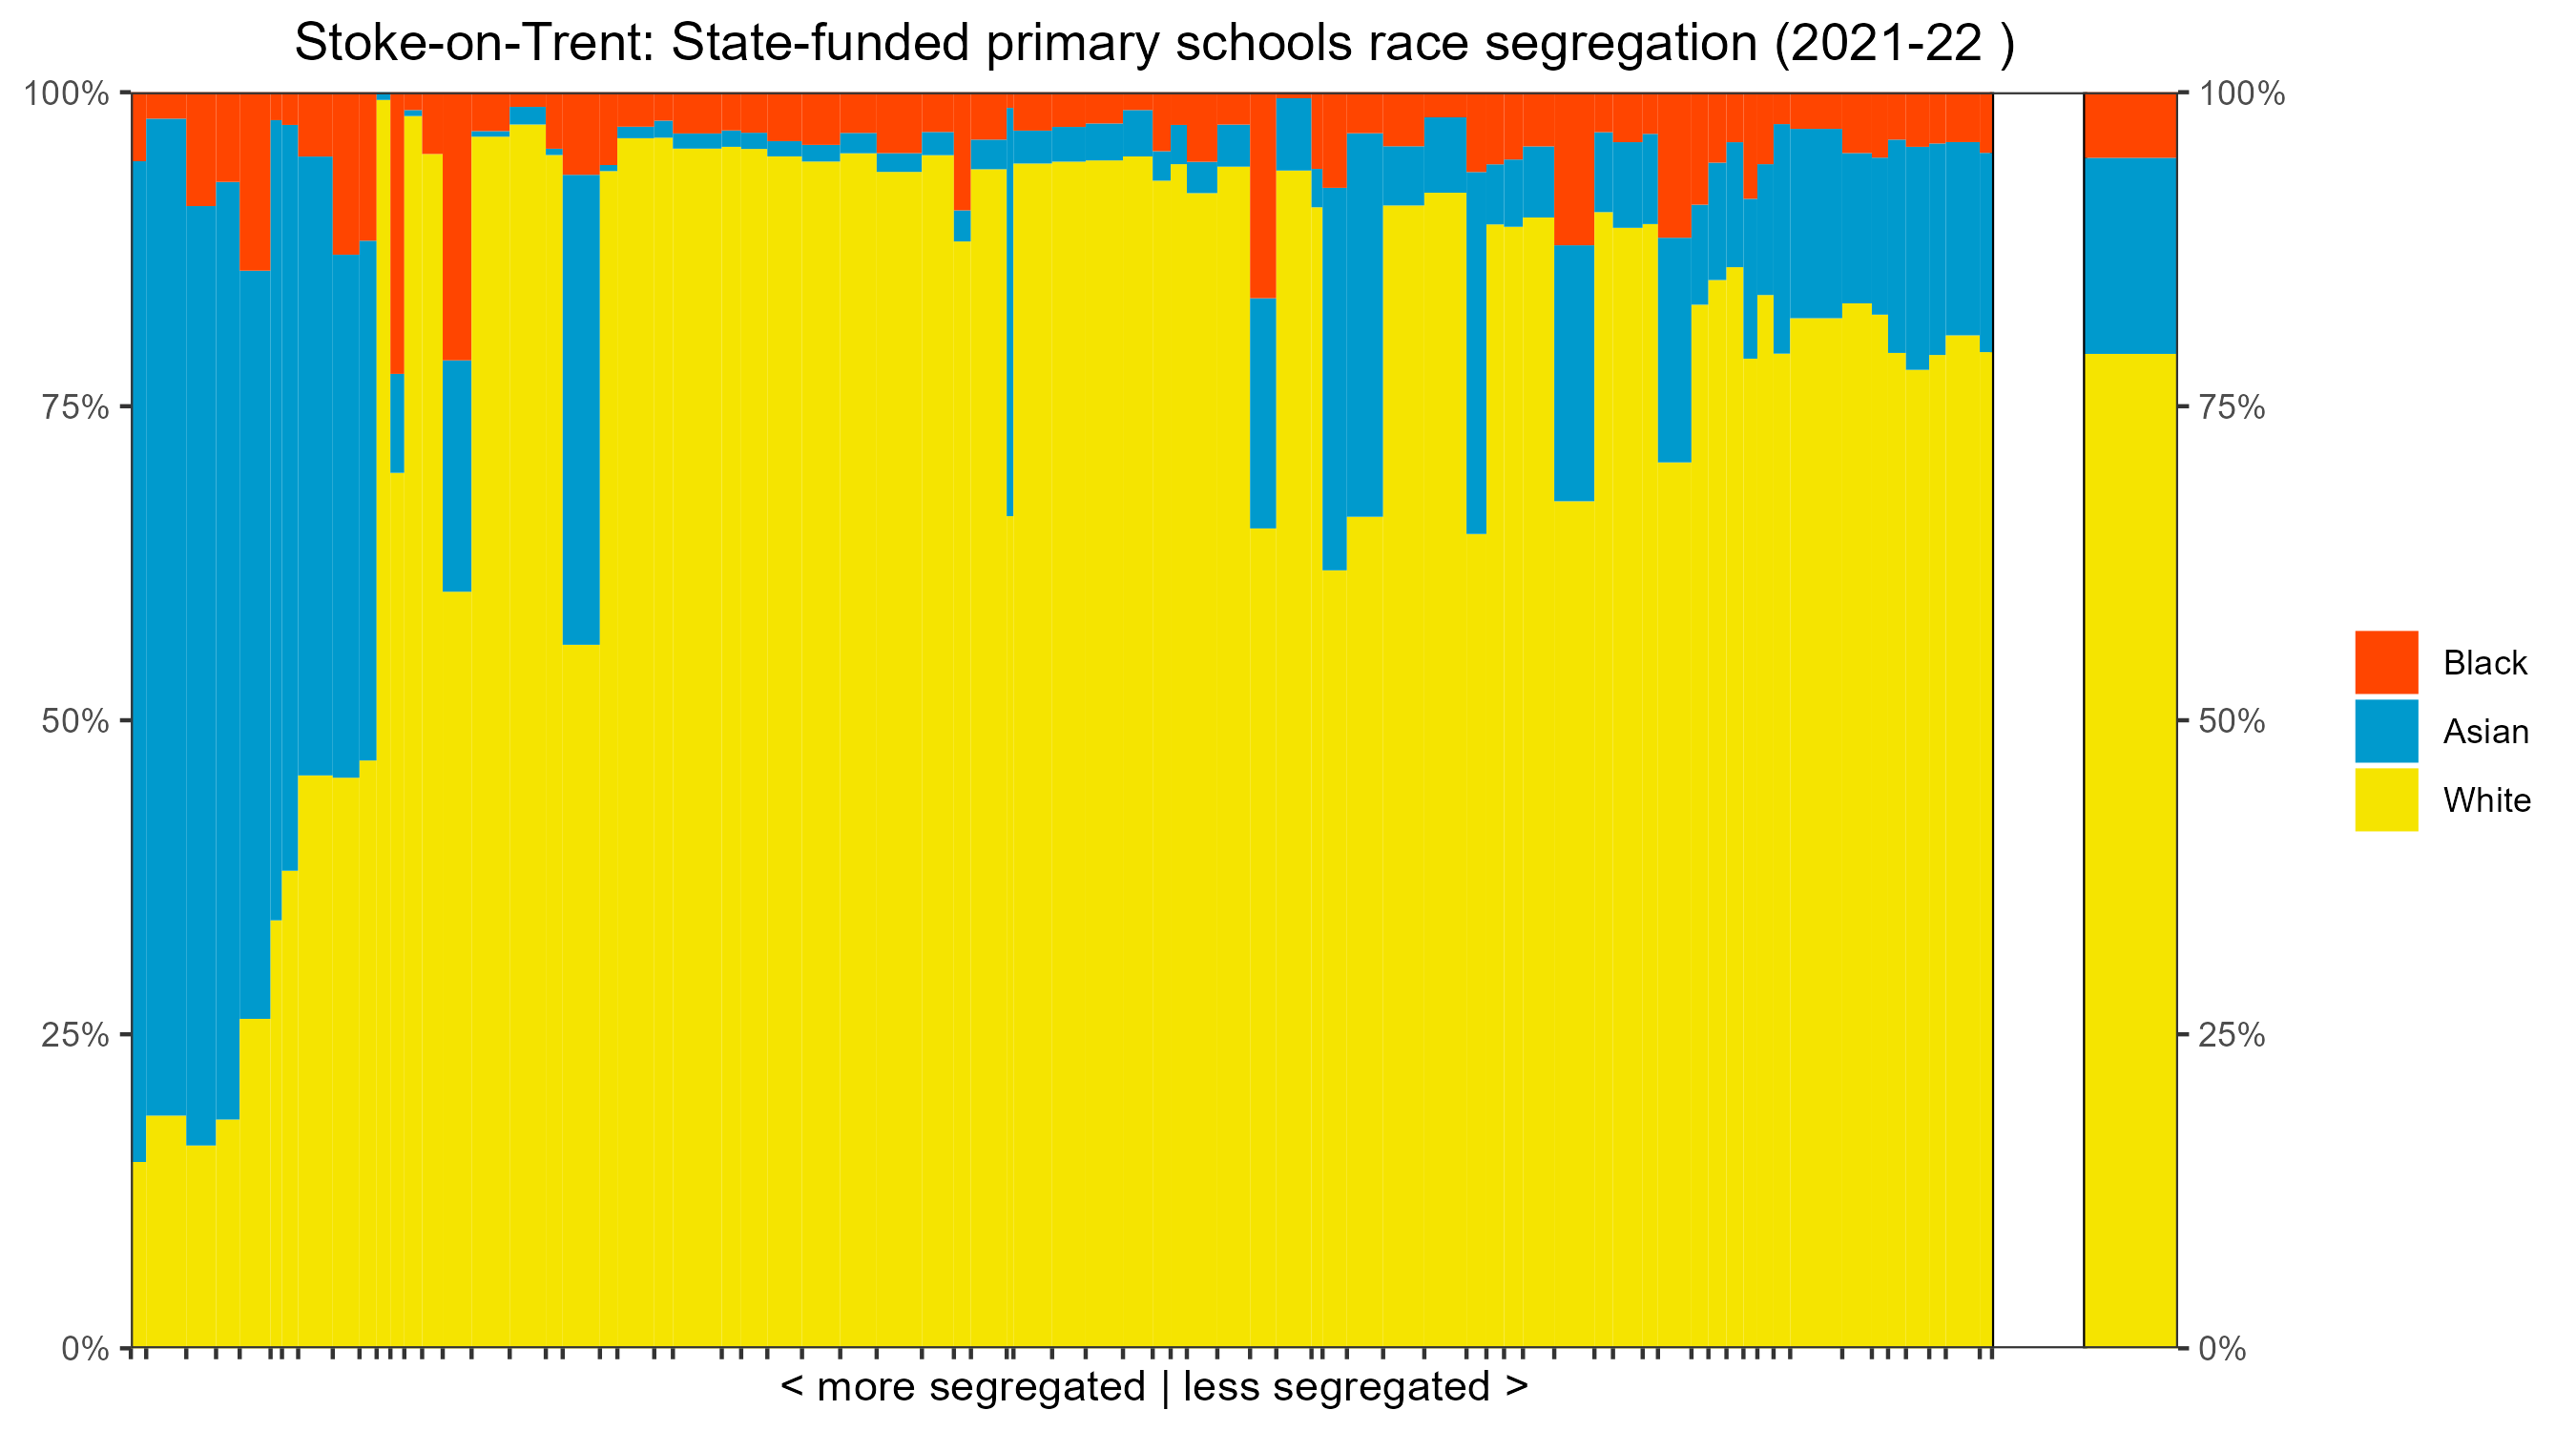 Stoke-on-Trent: State-funded primary schools race segregation (2021-22 )
100%
75%
50%
25%
0%
100%
75%
50%
25%
0%
Black
Asian
White
< more segregated | less segregated >